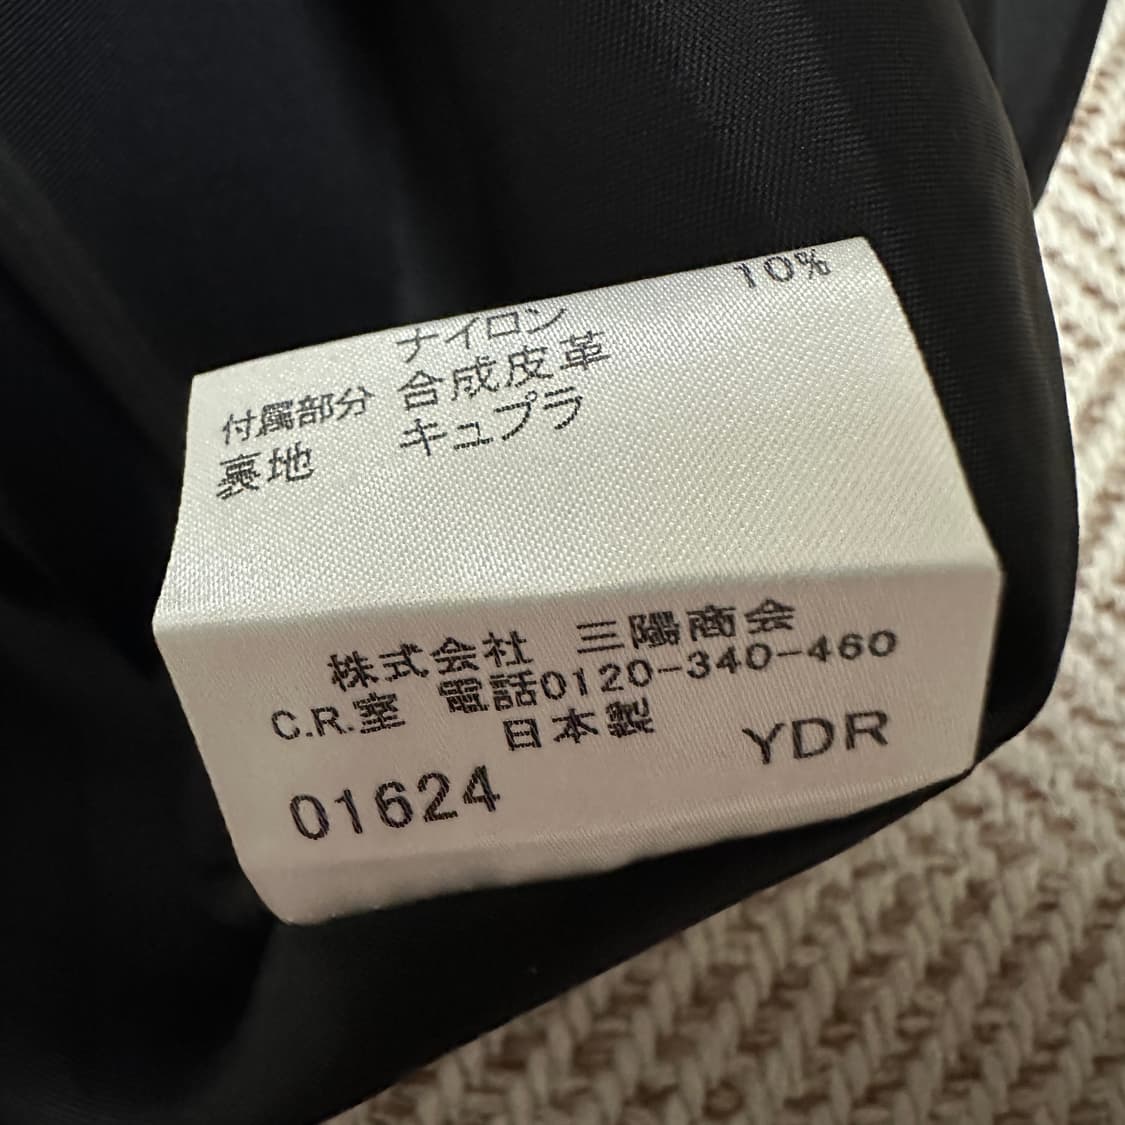 ナイロン 10%
付属部分 合成皮革
裏地 キュプラ
株式会社 三陽商会
C.R.室 電話0120-340-460
日本製
01624 YDR